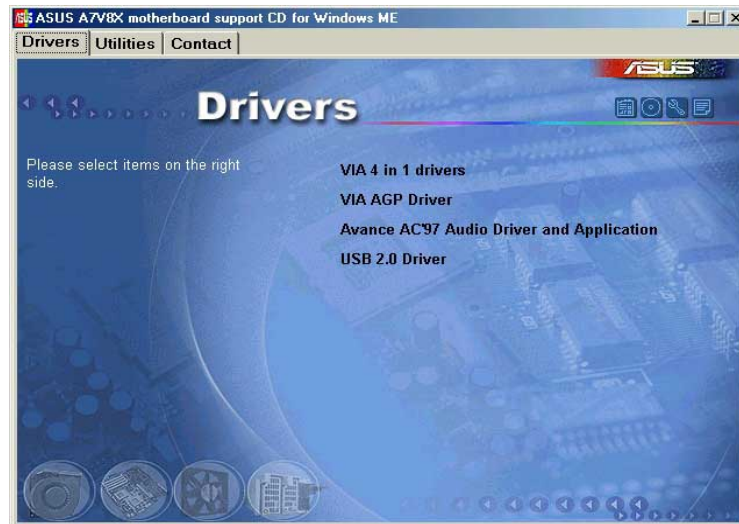 ASUS A7V8X motherboard support CD for Windows ME
Drivers Utilities Contact
ASUS
Drivers
Please select items on the right
side.
VIA 4 in 1 drivers
VIA AGP Driver
Avance AC'97 Audio Driver and Application
USB 2.0 Driver